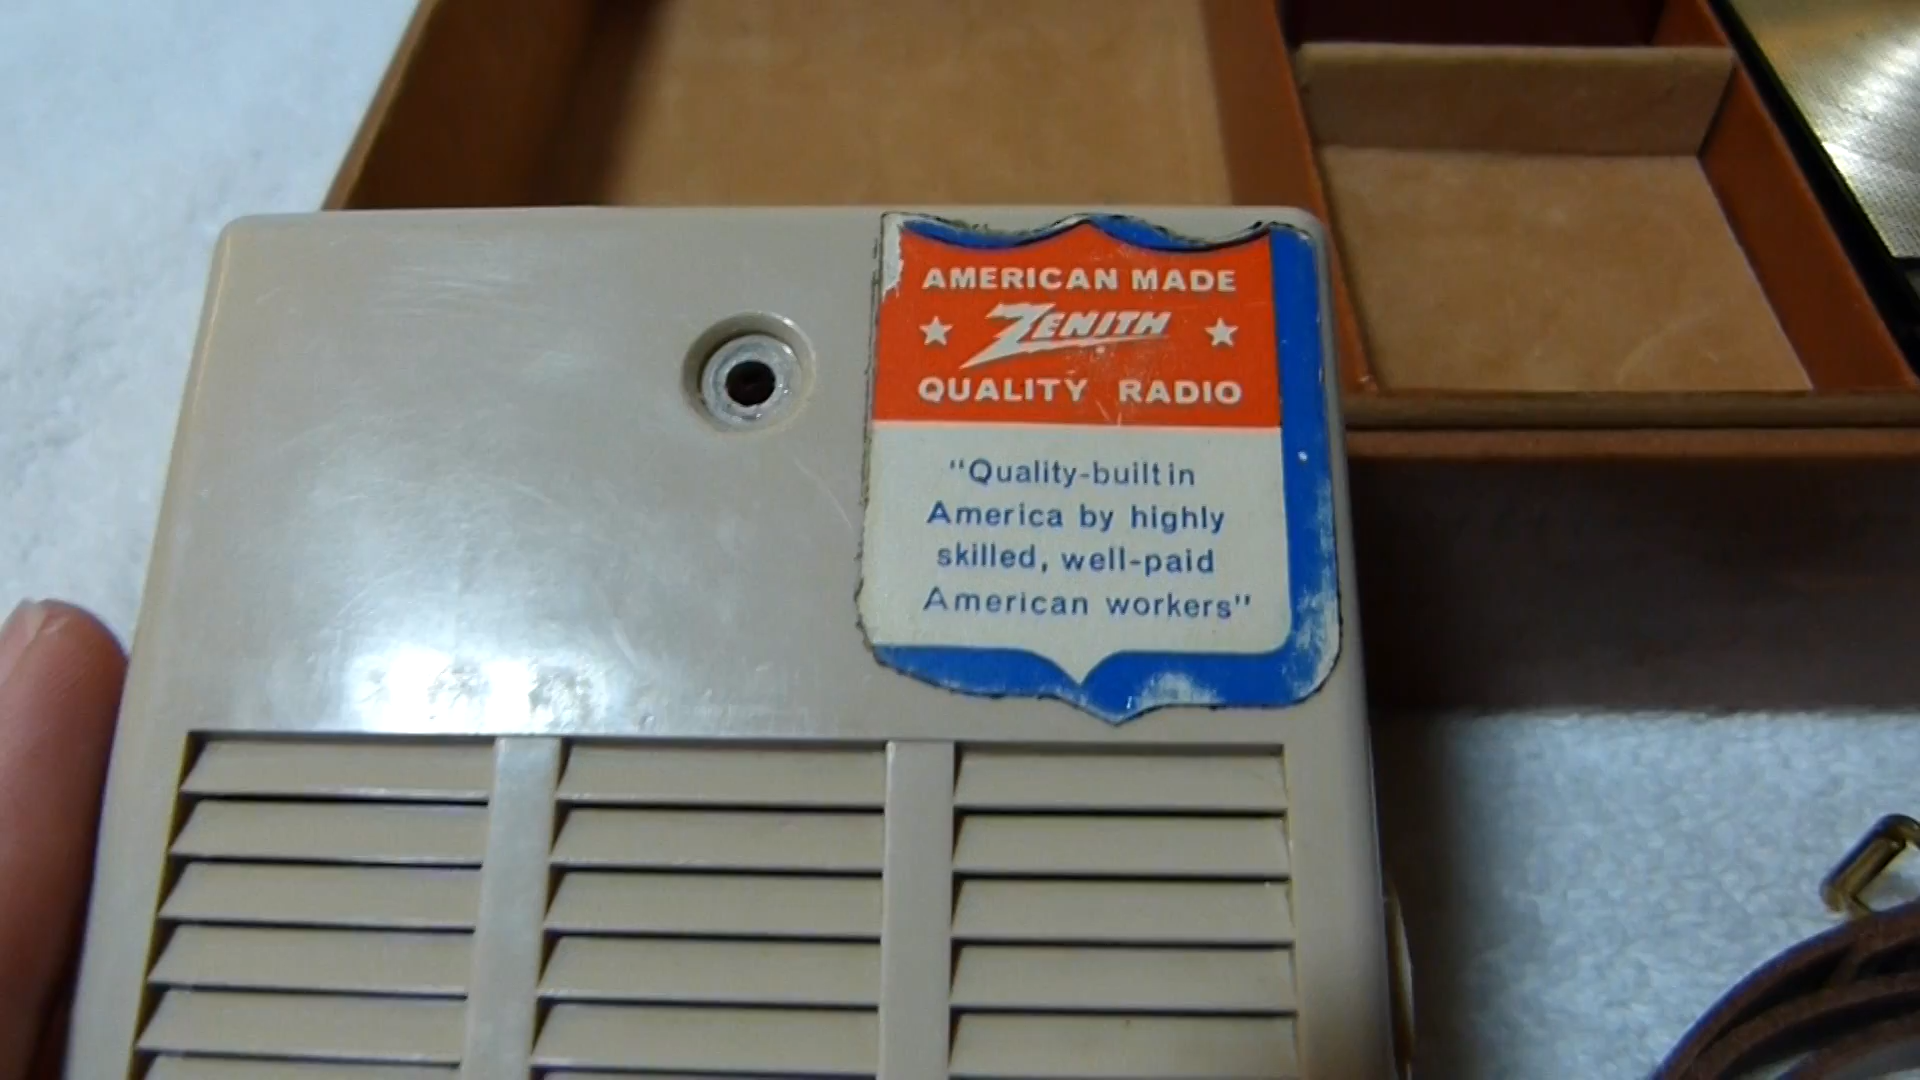 AMERICAN MADE
ZENITH
QUALITY RADIO
"Quality-built in
America by highly
skilled, well-paid
American workers"